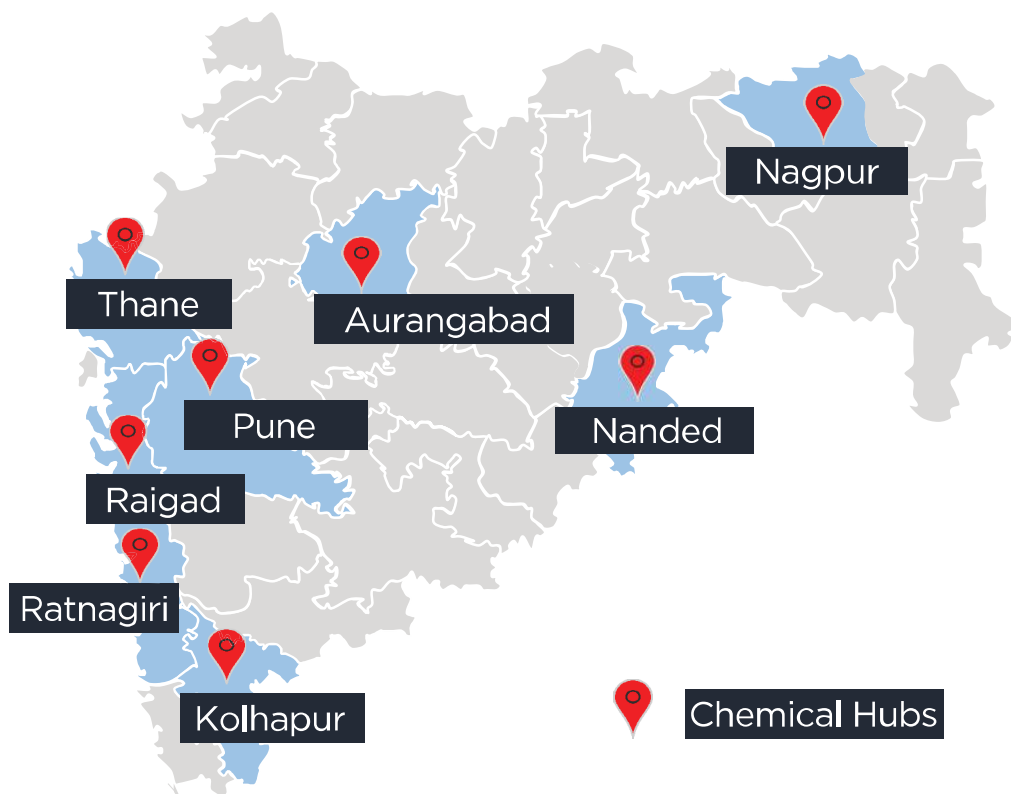 Nagpur
Thane
Aurangabad
Pune
Nanded
Raigad
Ratnagiri
Kolhapur
Chemical Hubs